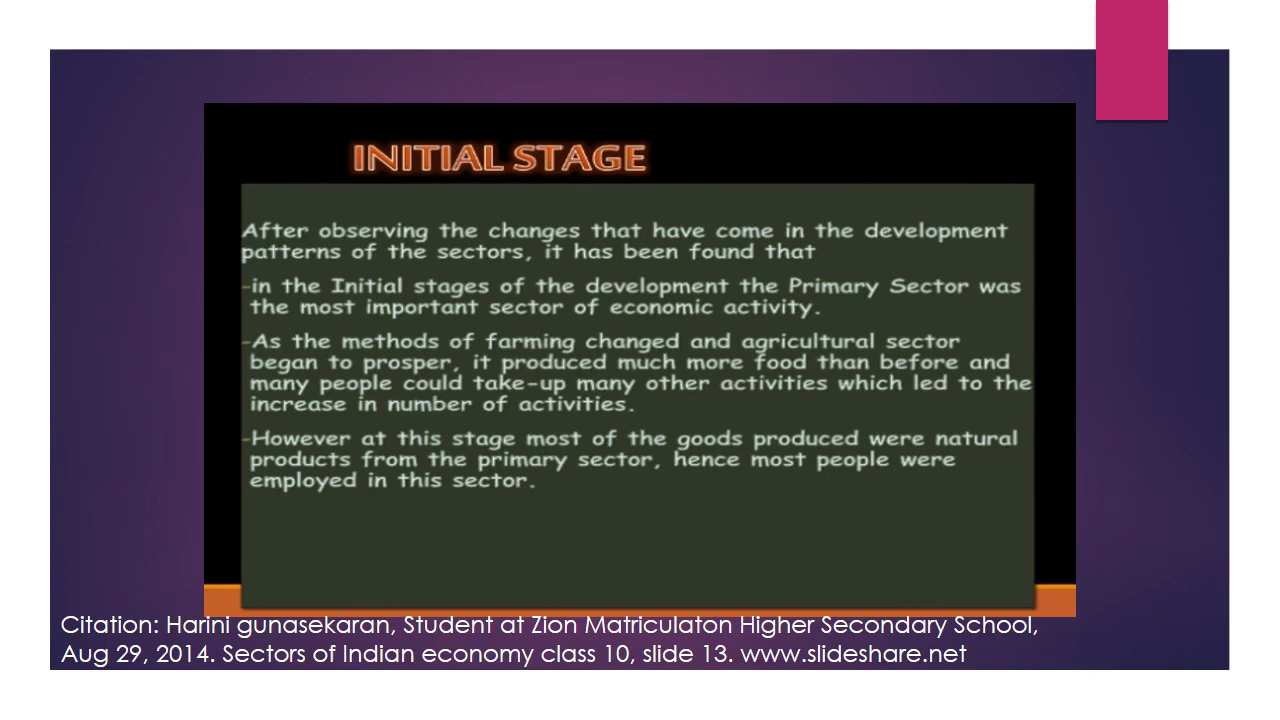 INITIAL STAGE
After observing the changes that have come in the development
patterns of the sectors, it has been found that
-in the Initial stages of the development the Primary Sector was
the most important sector of economic activity.
-As the methods of farming changed and agricultural sector
began to prosper, it produced much more food than before and
many people could take-up many other activities which led to the
increase in number of activities.
-However at this stage most of the goods produced were natural
products from the primary sector, hence most people were
employed in this sector.
Citation: Harini gunasekaran, Student at Zion Matriculaton Higher Secondary School,
Aug 29, 2014. Sectors of Indian economy class 10, slide 13. www.slideshare.net